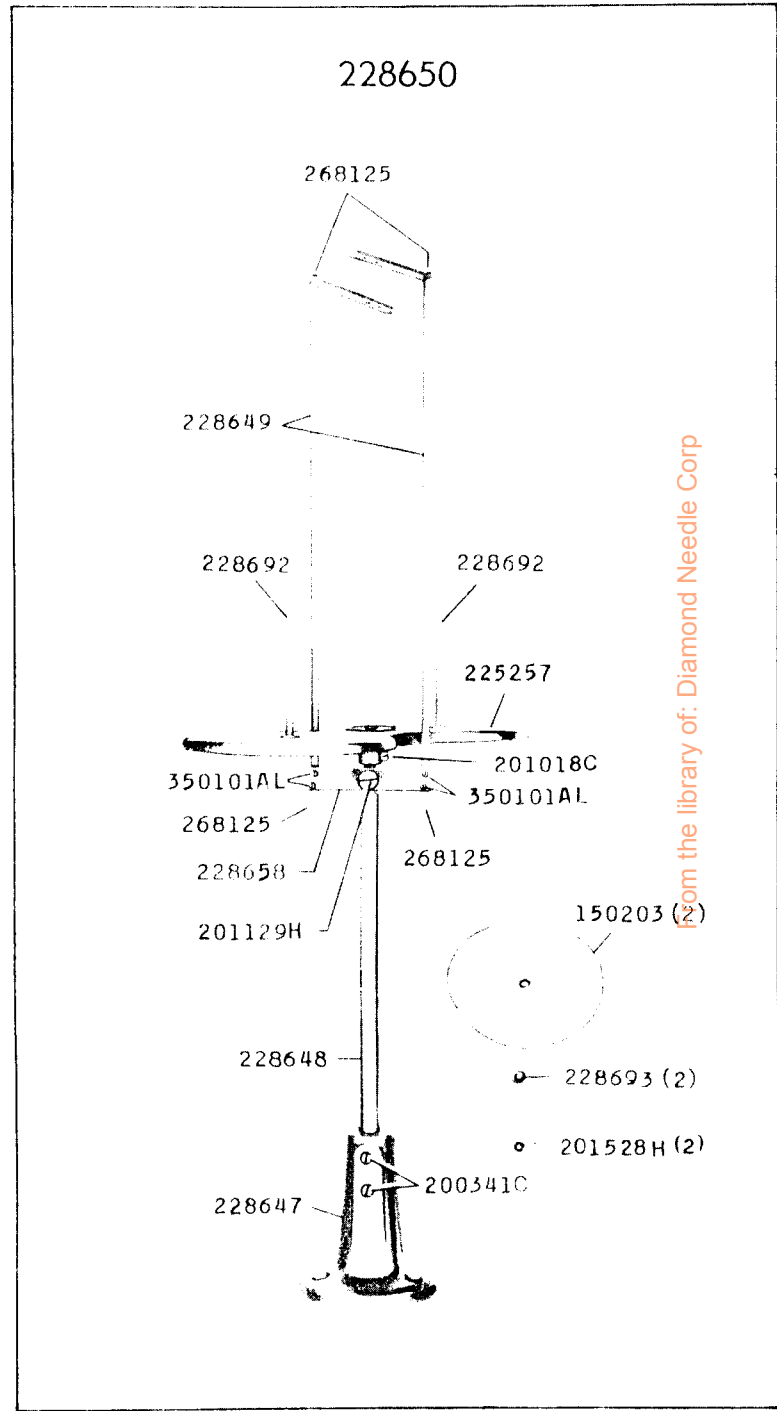 228650
268125
228649
228692
228692
225257
201018C
350101AL
350101AL
268125
268125
228658
201129H
150203 (2)
228648
228693 (2)
201528H (2)
200341C
228647
From the library of: Diamond Needle Corp